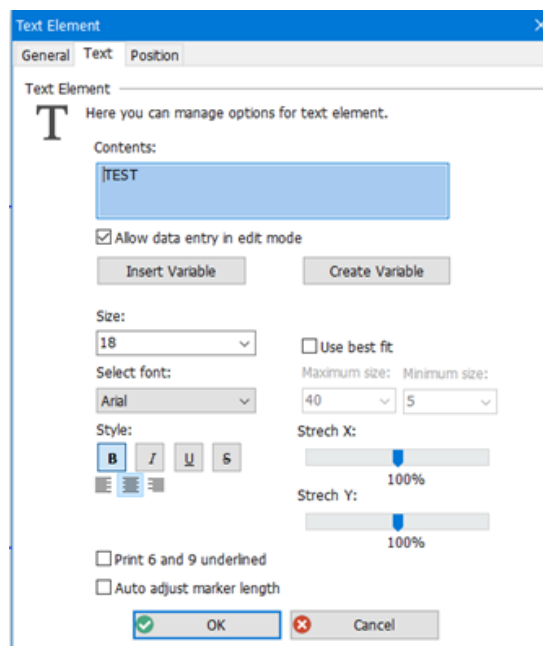 Text Element
General Text Position
Text Element
T Here you can manage options for text element.
Contents:
TEST
Allow data entry in edit mode
Insert Variable Create Variable
Size:
18 Use best fit
Select font: Maximum size: Minimum size:
Arial 40 5
Style: Strech X:
B I U S
100%
Strech Y:
100%
Print 6 and 9 underlined
Auto adjust marker length
OK Cancel